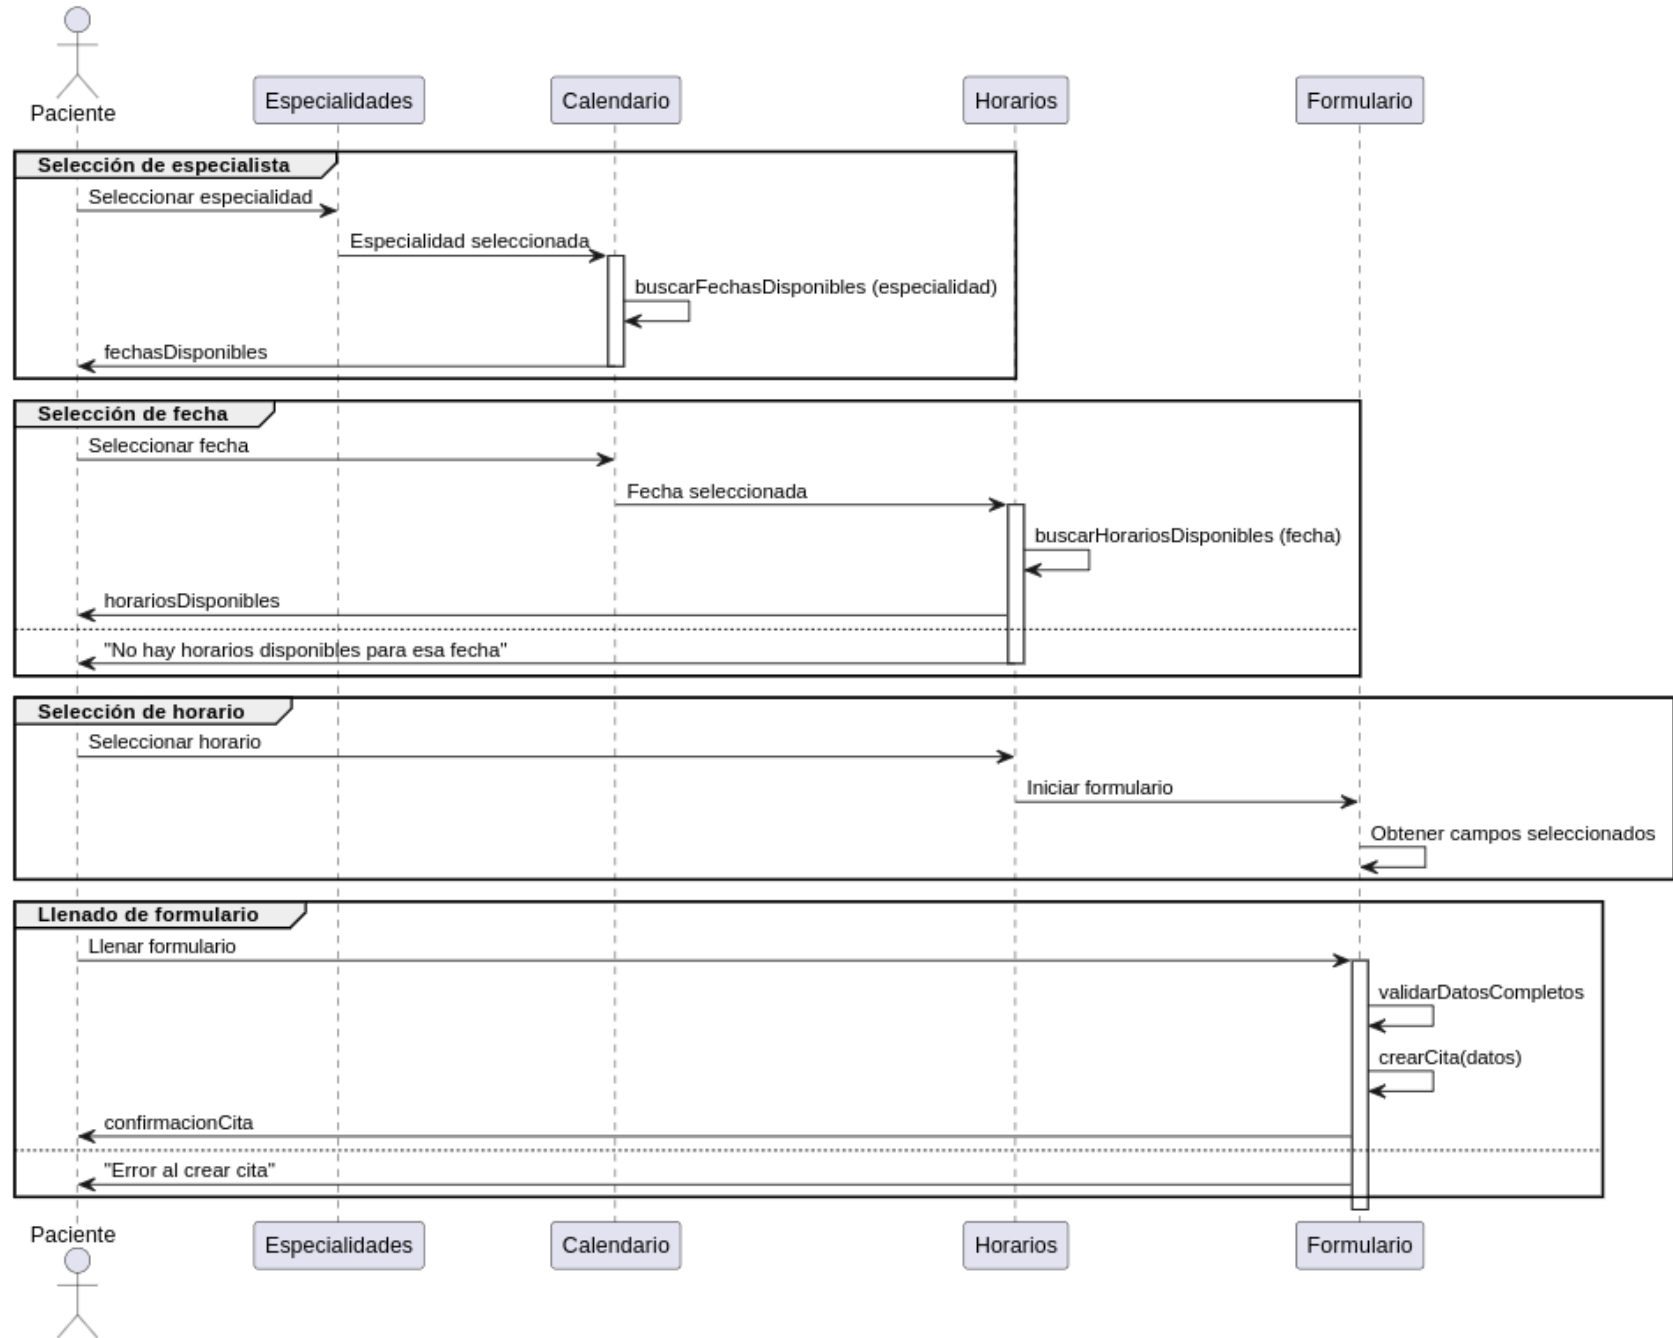 Paciente
Especialidades
Calendario
Horarios
Formulario
Selección de especialista
Seleccionar especialidad
Especialidad seleccionada
buscarFechasDisponibles (especialidad)
fechasDisponibles
Selección de fecha
Seleccionar fecha
Fecha seleccionada
buscarHorariosDisponibles (fecha)
horariosDisponibles
"No hay horarios disponibles para esa fecha"
Selección de horario
Seleccionar horario
Iniciar formulario
Obtener campos seleccionados
Llenado de formulario
Llenar formulario
validarDatosCompletos
crearCita(datos)
confirmacionCita
"Error al crear cita"
Paciente
Especialidades
Calendario
Horarios
Formulario